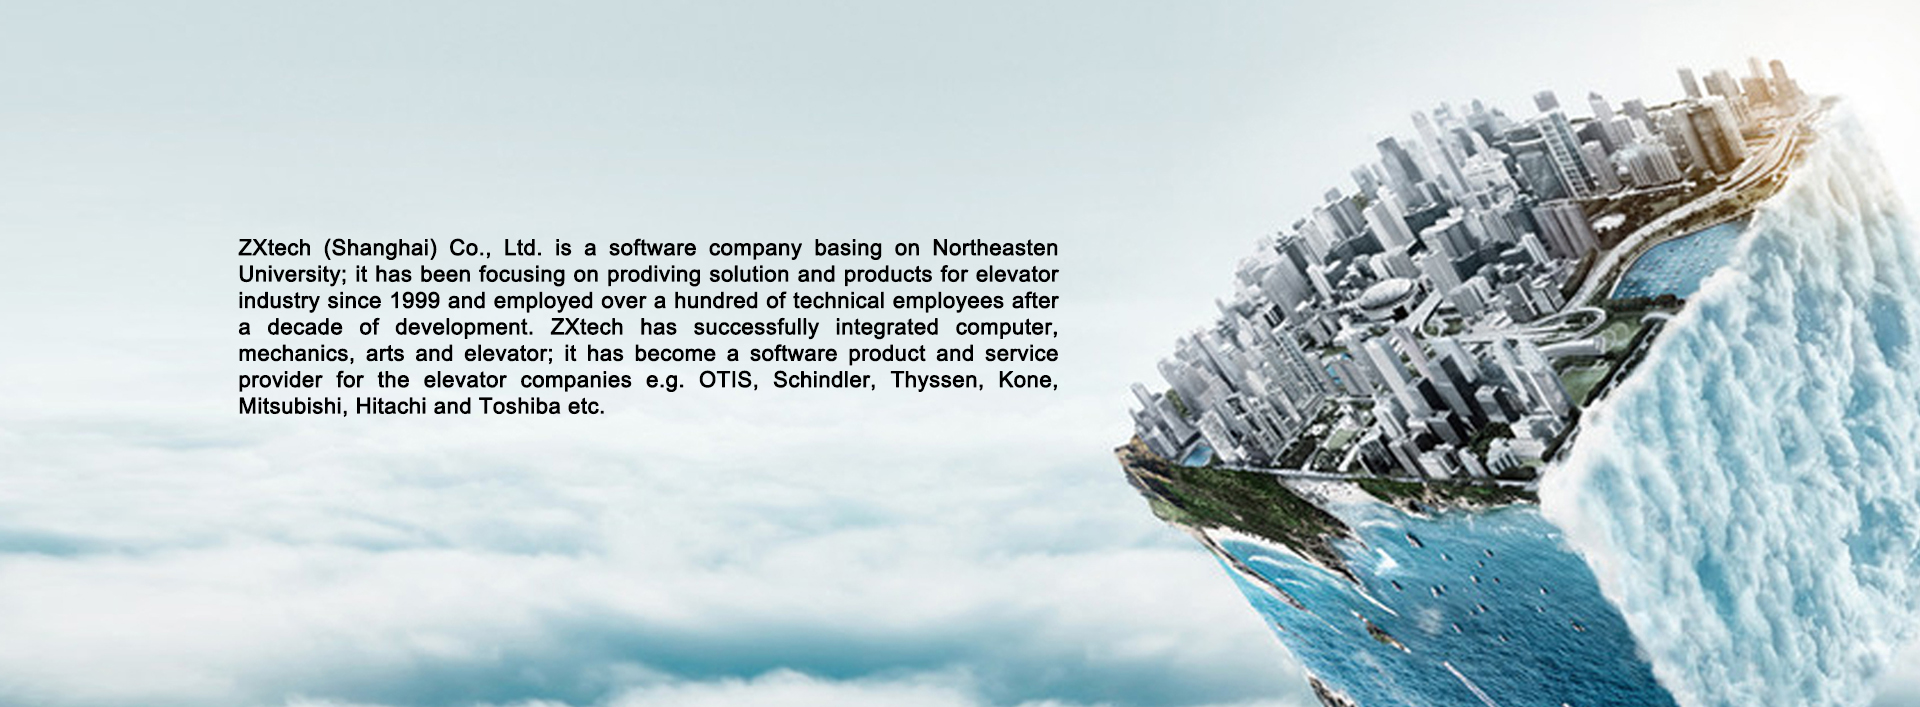 ZXtech (Shanghai) Co., Ltd. is a software company basing on Northeasten
University; it has been focusing on prodiving solution and products for elevator
industry since 1999 and employed over a hundred of technical employees after
a decade of development. ZXtech has successfully integrated computer,
mechanics, arts and elevator; it has become a software product and service
provider for the elevator companies e.g. OTIS, Schindler, Thyssen, Kone,
Mitsubishi, Hitachi and Toshiba etc.